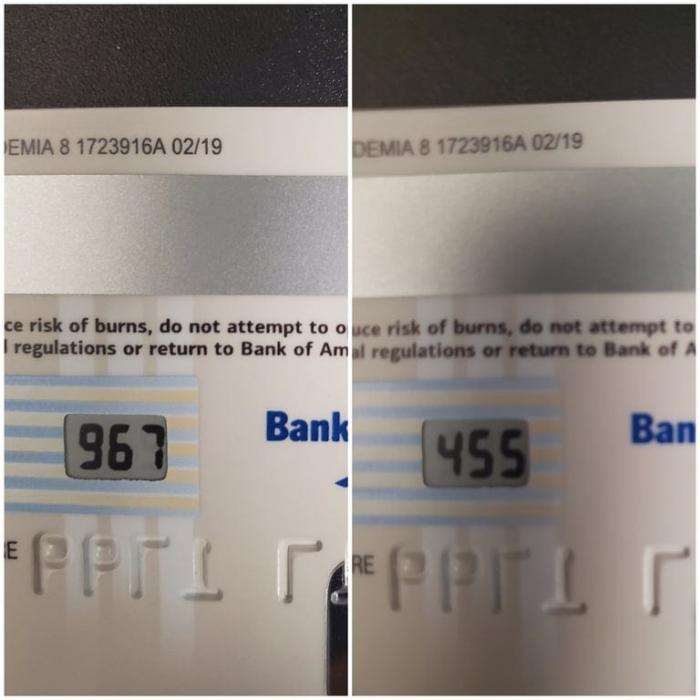 DEMIA 8 1723916A 02/19
ce risk of burns, do not attempt to o
l regulations or return to Bank of Am
967
Bank
E
DEMIA 8 1723916A 02/19
uce risk of burns, do not attempt to
al regulations or return to Bank of A
455
Ban
RE